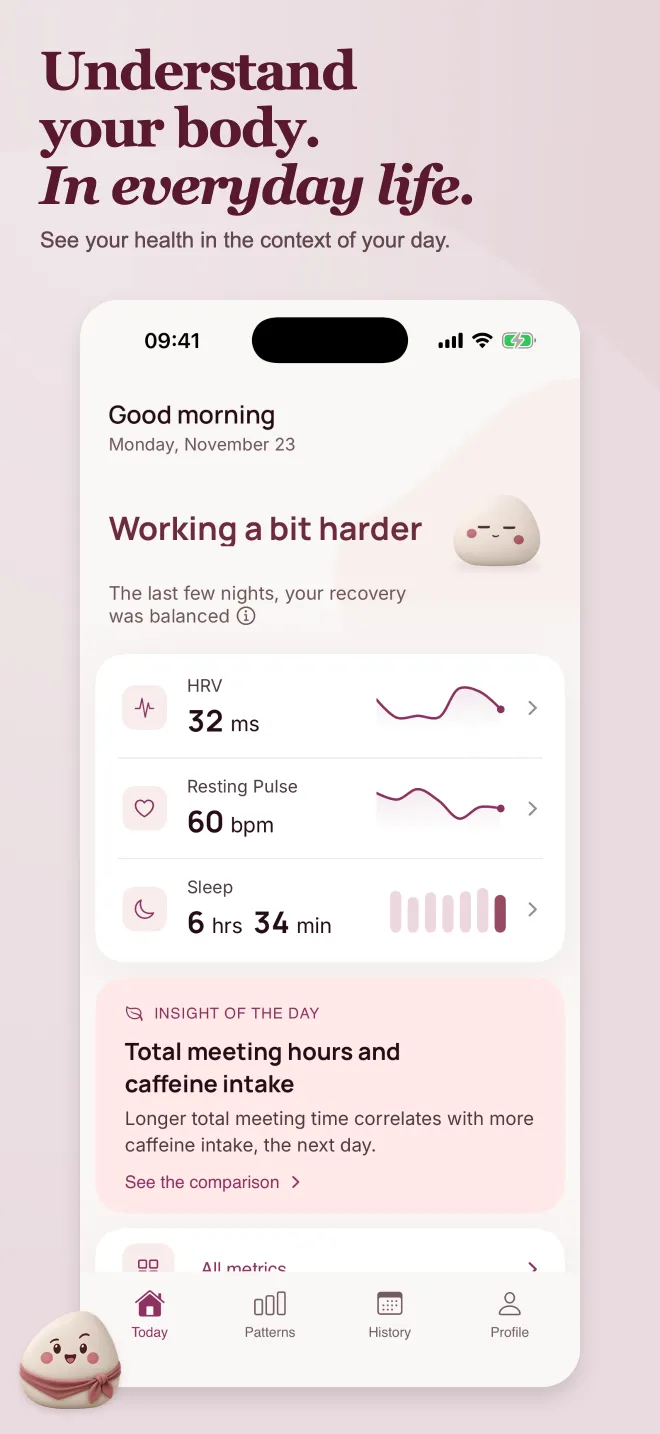 Understand
your body.
In everyday life.
See your health in the context of your day.
09:41
Good morning
Monday, November 23
Working a bit harder
The last few nights, your recovery
was balanced
HRV
32 ms
Resting Pulse
60 bpm
Sleep
6 hrs 34 min
INSIGHT OF THE DAY
Total meeting hours and
caffeine intake
Longer total meeting time correlates with more
caffeine intake, the next day.
See the comparison
All metrics
Today
Patterns
History
Profile